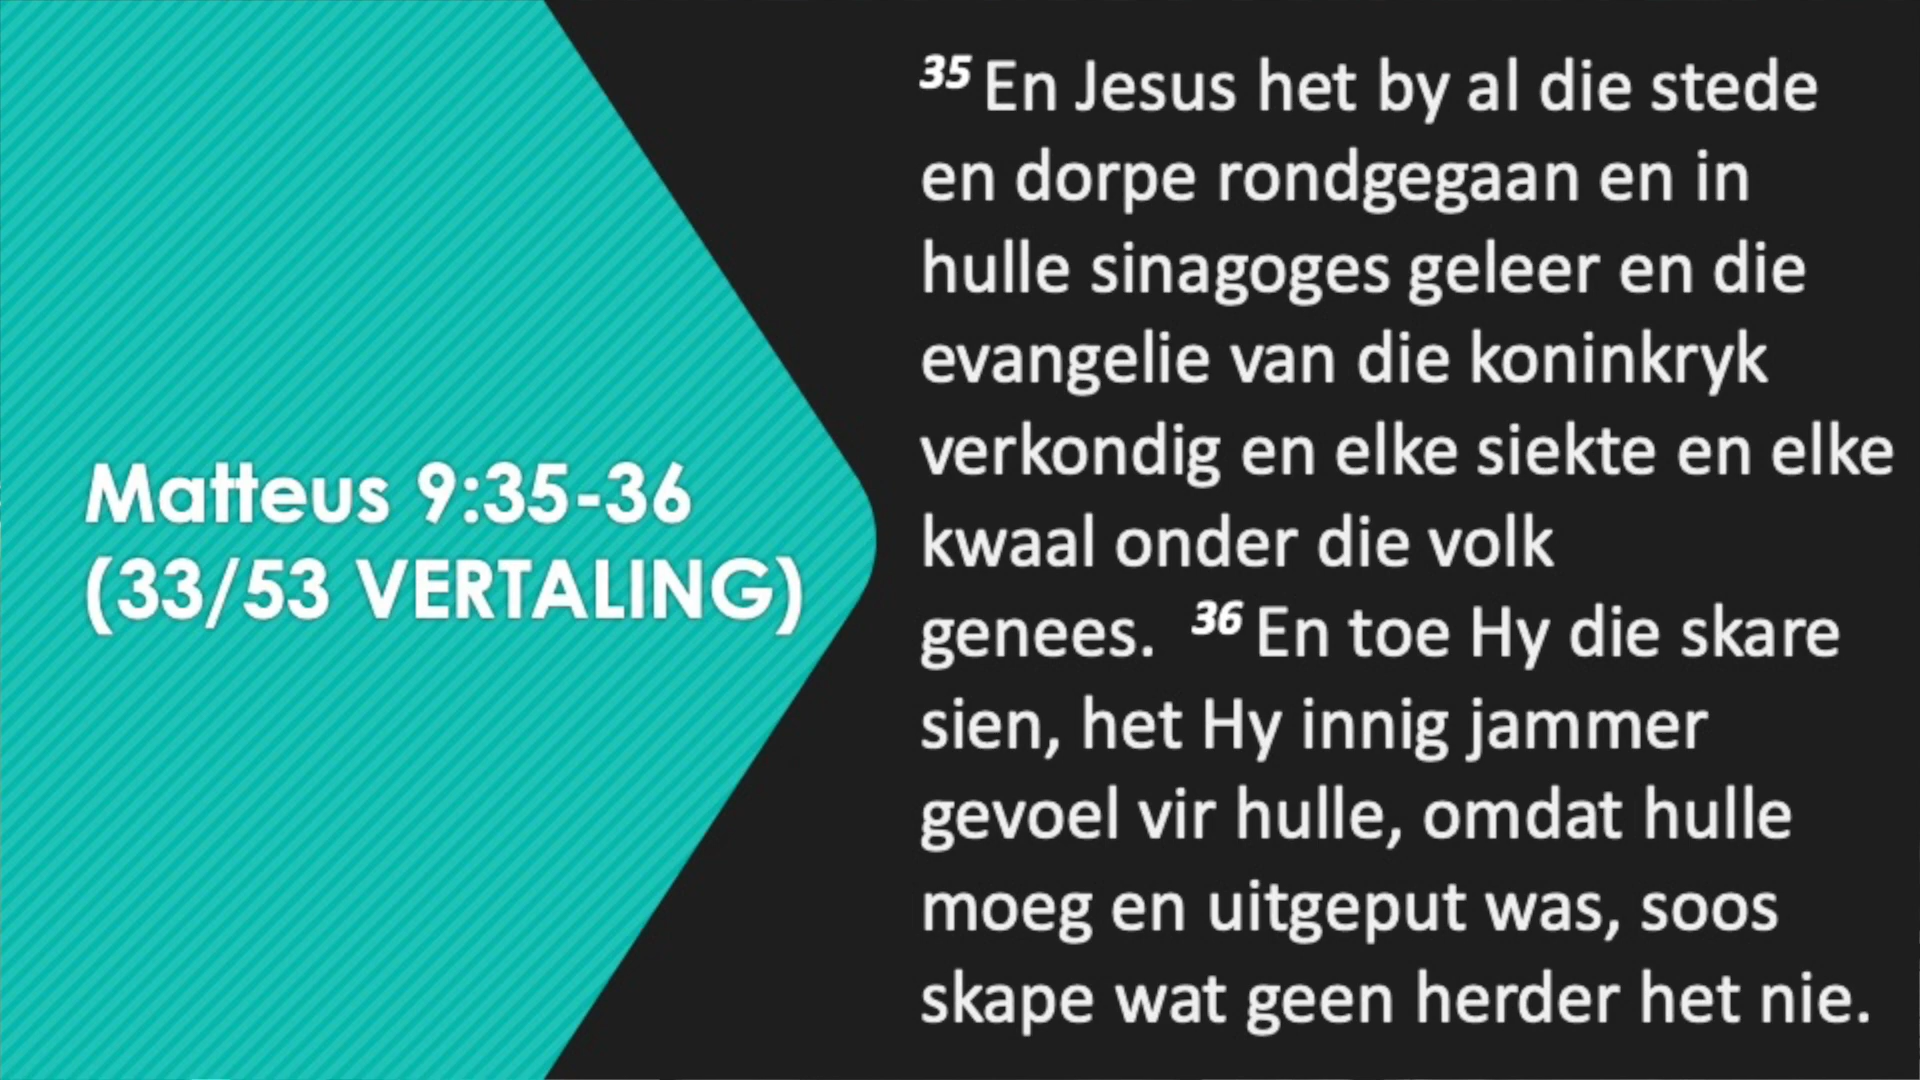 Matteus 9:35-36
(33/53 VERTALING)
35 En Jesus het by al die stede
en dorpe rondgegaan en in
hulle sinagoges geleer en die
evangelie van die koninkryk
verkondig en elke siekte en elke
kwaal onder die volk
genees. 36 En toe Hy die skare
sien, het Hy innig jammer
gevoel vir hulle, omdat hulle
moeg en uitgeput was, soos
skape wat geen herder het nie.